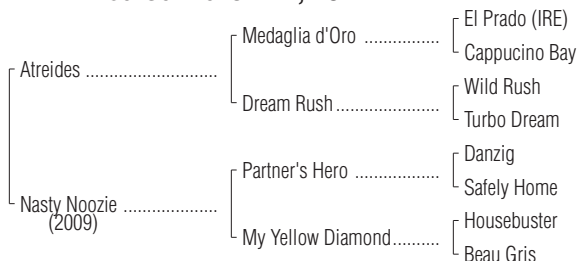 El Prado (IRE)
Medaglia d'Oro ................
Cappucino Bay
Atreides ............................
Wild Rush
Dream Rush......................
Turbo Dream
Danzig
Partner's Hero ..................
Safely Home
Nasty Noozie ....................
(2009)
Housebuster
My Yellow Diamond..........
Beau Gris